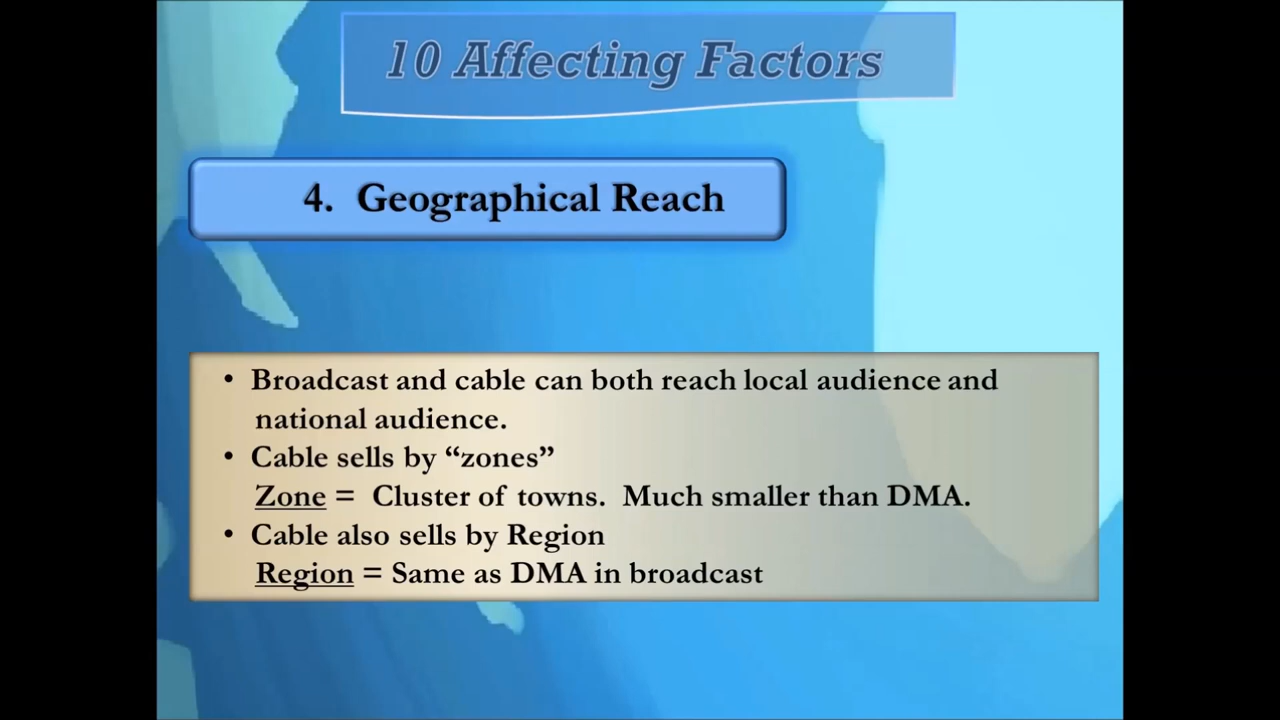 10 Affecting Factors
4. Geographical Reach
• Broadcast and cable can both reach local audience and
national audience.
• Cable sells by “zones”
Zone = Cluster of towns. Much smaller than DMA.
• Cable also sells by Region
Region = Same as DMA in broadcast